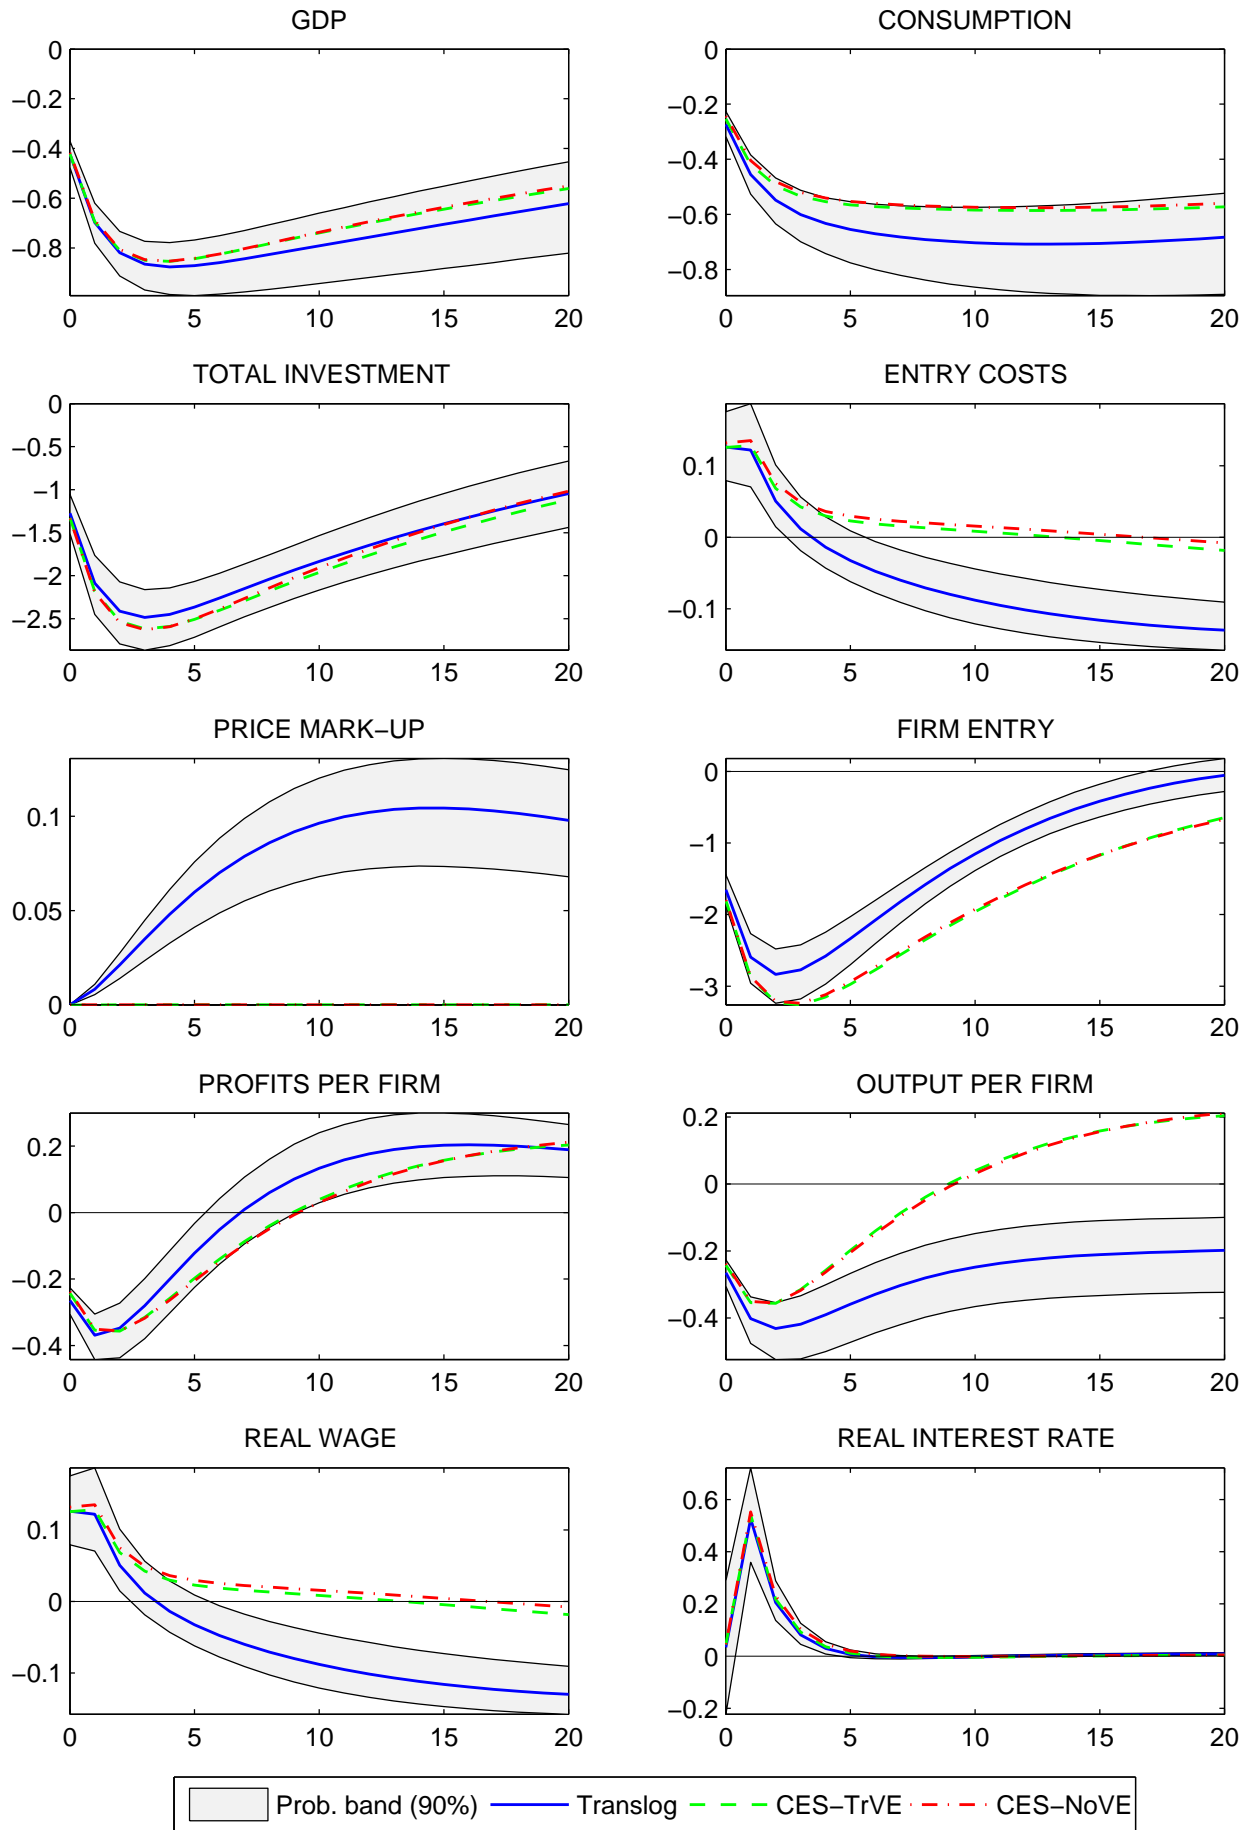 GDP
0
−0.2
−0.4
−0.6
−0.8
0 5 10 15 20
CONSUMPTION
0
−0.2
−0.4
−0.6
−0.8
0 5 10 15 20
TOTAL INVESTMENT
0
−0.5
−1
−1.5
−2
−2.5
0 5 10 15 20
ENTRY COSTS
0.1
0
−0.1
0 5 10 15 20
PRICE MARK−UP
0.1
0.05
0
0 5 10 15 20
FIRM ENTRY
0
−1
−2
−3
0 5 10 15 20
PROFITS PER FIRM
0.2
0
−0.2
−0.4
0 5 10 15 20
OUTPUT PER FIRM
0.2
0
−0.2
−0.4
0 5 10 15 20
REAL WAGE
0.1
0
−0.1
0 5 10 15 20
REAL INTEREST RATE
0.6
0.4
0.2
0
−0.2
0 5 10 15 20
Prob. band (90%) Translog CES−TrVE CES−NoVE